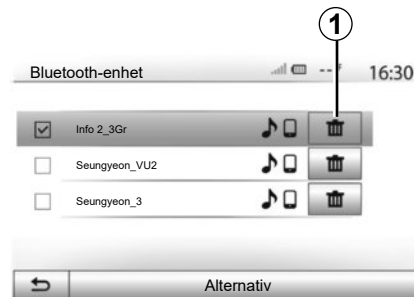 1
Bluetooth-enhet
--°
16:30
Info 2_3Gr
Seungyeon_VU2
Seungyeon_3
Alternativ